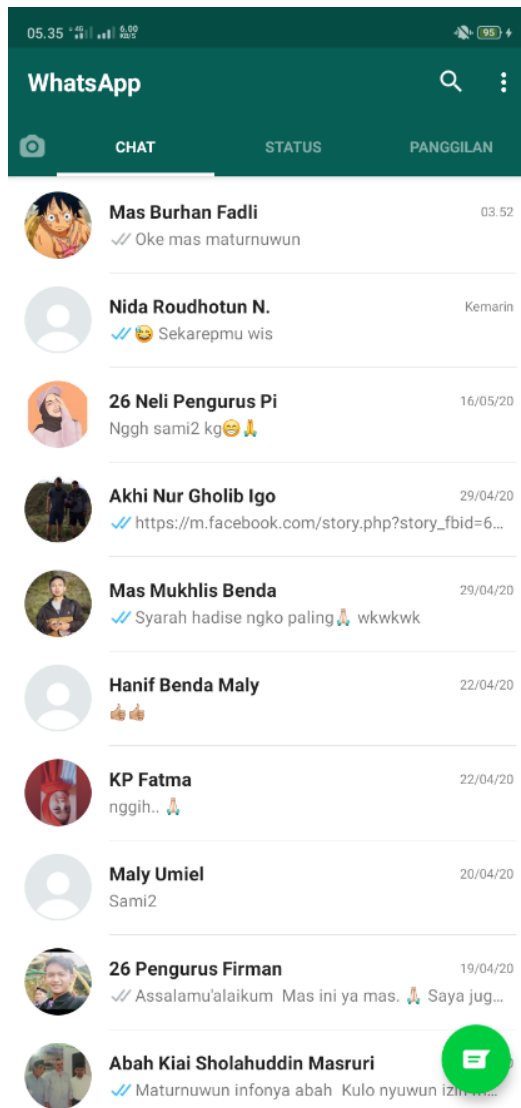 05.35 4G 6,00 KB/S 95
WhatsApp
CHAT STATUS PANGGILAN
Mas Burhan Fadli 03.52
Oke mas maturnuwun
Nida Roudhotun N. Kemarin
😅 Sekarepmu wis
26 Neli Pengurus Pi 16/05/20
Nggh sami2 kg😁🙏
Akhi Nur Gholib Igo 29/04/20
https://m.facebook.com/story.php?story_fbid=6...
Mas Mukhlis Benda 29/04/20
Syarah hadise ngko paling🙏🏻 wkwkwk
Hanif Benda Maly 22/04/20
👍🏼👍🏼
KP Fatma 22/04/20
nggih.. 🙏🏻
Maly Umiel 20/04/20
Sami2
26 Pengurus Firman 19/04/20
Assalamu'alaikum Mas ini ya mas. 🙏🏻 Saya jug...
Abah Kiai Sholahuddin Masruri
Maturnuwun infonya abah Kulo nyuwun izin